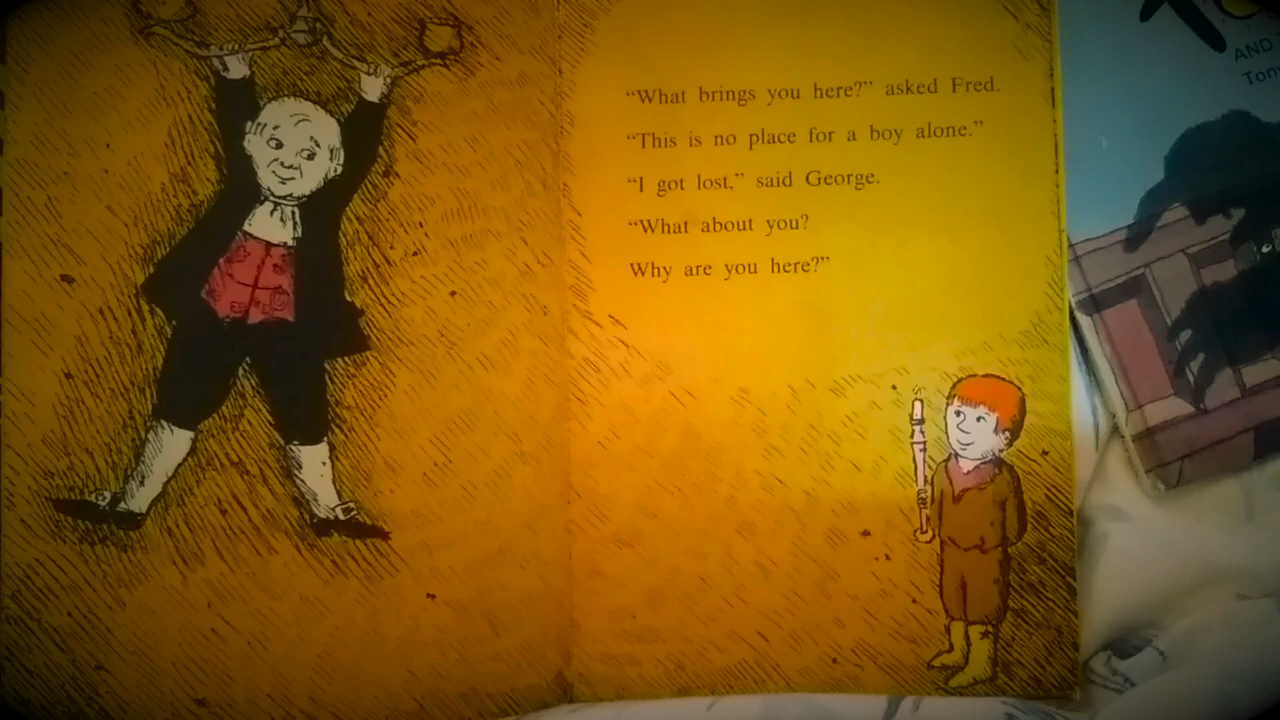 “What brings you here?” asked Fred.
“This is no place for a boy alone.”
“I got lost,” said George.
“What about you?
Why are you here?”
AND